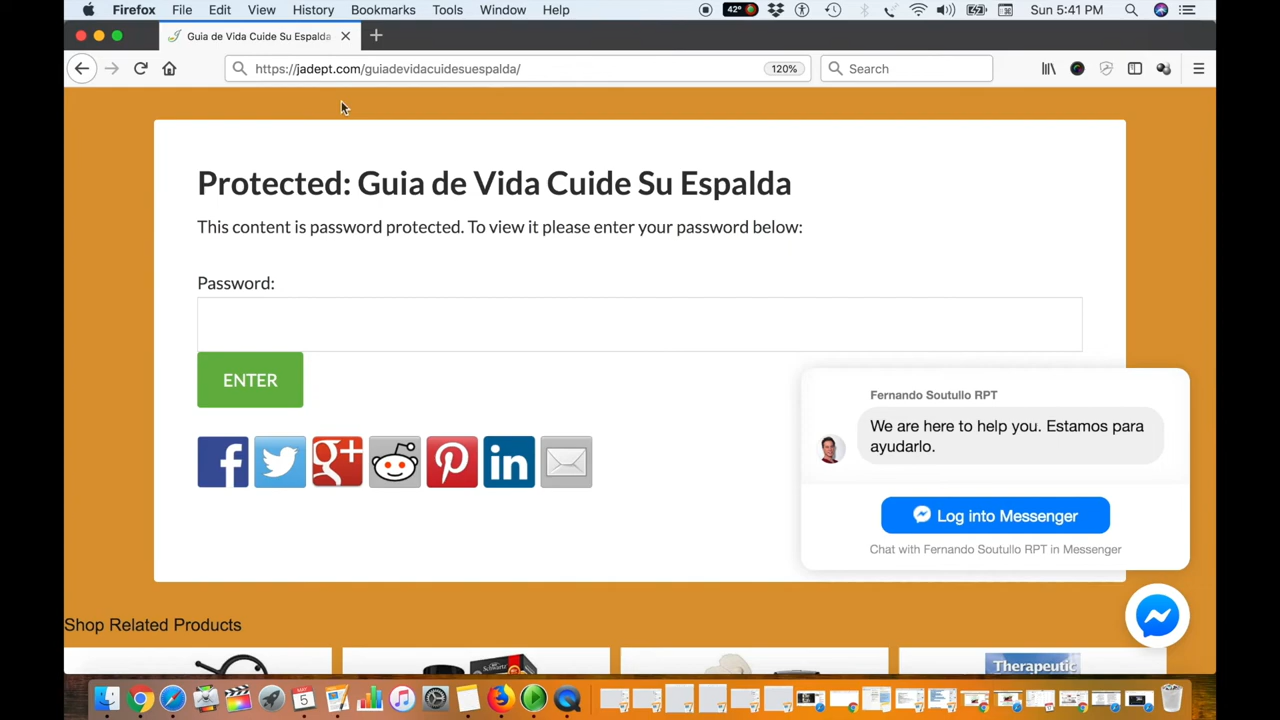 Firefox File Edit View History Bookmarks Tools Window Help 42° Sun 5:41 PM
Guia de Vida Cuide Su Espalda
https://jadept.com/guiadevidacuidesuespalda/ 120% Search
Protected: Guia de Vida Cuide Su Espalda
This content is password protected. To view it please enter your password below:
Password:
ENTER
Fernando Soutullo RPT
We are here to help you. Estamos para
ayudarlo.
Log into Messenger
Chat with Fernando Soutullo RPT in Messenger
Shop Related Products
Schwartz
Therapeutic